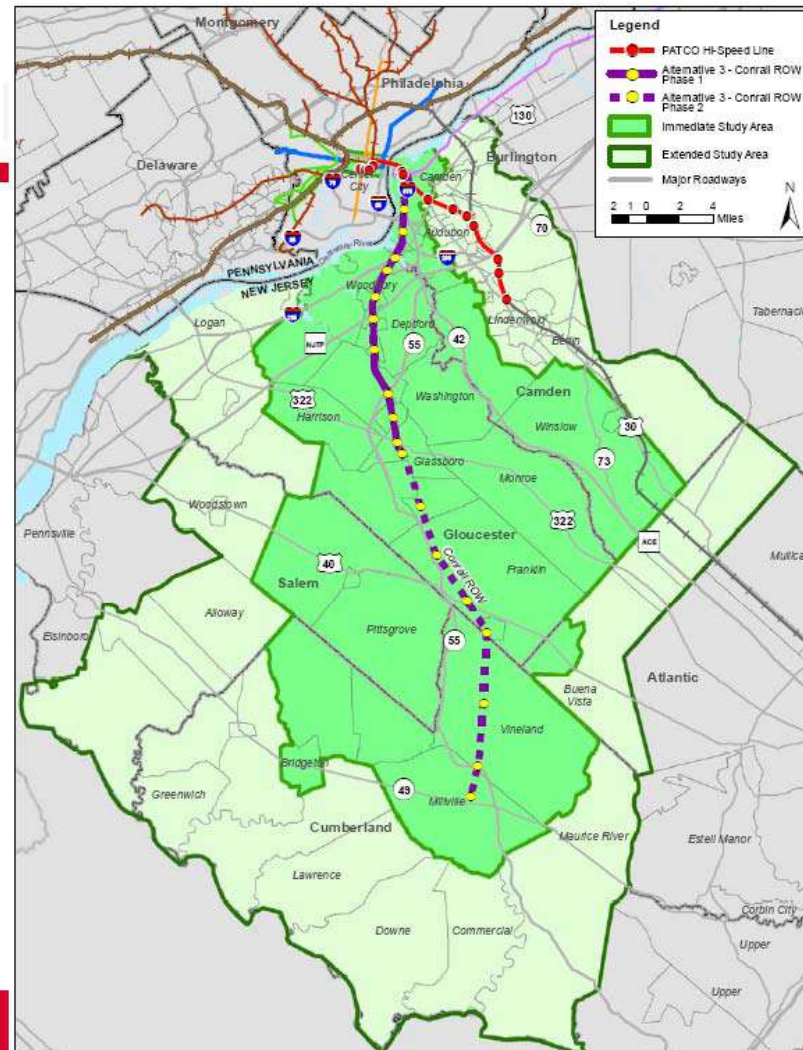 Montgomery
Legend
PATCO Hi-Speed Line
Alternative 3 - Conrail ROW
Phase 1
Alternative 3 - Conrail ROW
Phase 2
Immediate Study Area
Extended Study Area
Major Roadways
2 1 0 2 4
Miles
N
Philadelphia
130
Burlington
Delaware
City
Camden
76
70
Audubon
PENNSYLVANIA
NEW JERSEY
Woodbury
Logan
Lindenwold
Tabernacle
Berlin
Deptford
NJTP
55
42
322
Washington
Camden
Harrison
Winslow
30
73
Glassboro
Monroe
Woodstown
322
Pennsville
Gloucester
ACE
40
Conrail ROW
Franklin
Mullica
Salem
Alloway
Elsinboro
Pittsgrove
55
Atlantic
Buena
Vista
Vineland
Bridgeton
49
Greenwich
Millville
Cumberland
Maurice River
Estell Manor
Lawrence
Corbin City
Downe
Commercial
Upper
Upper